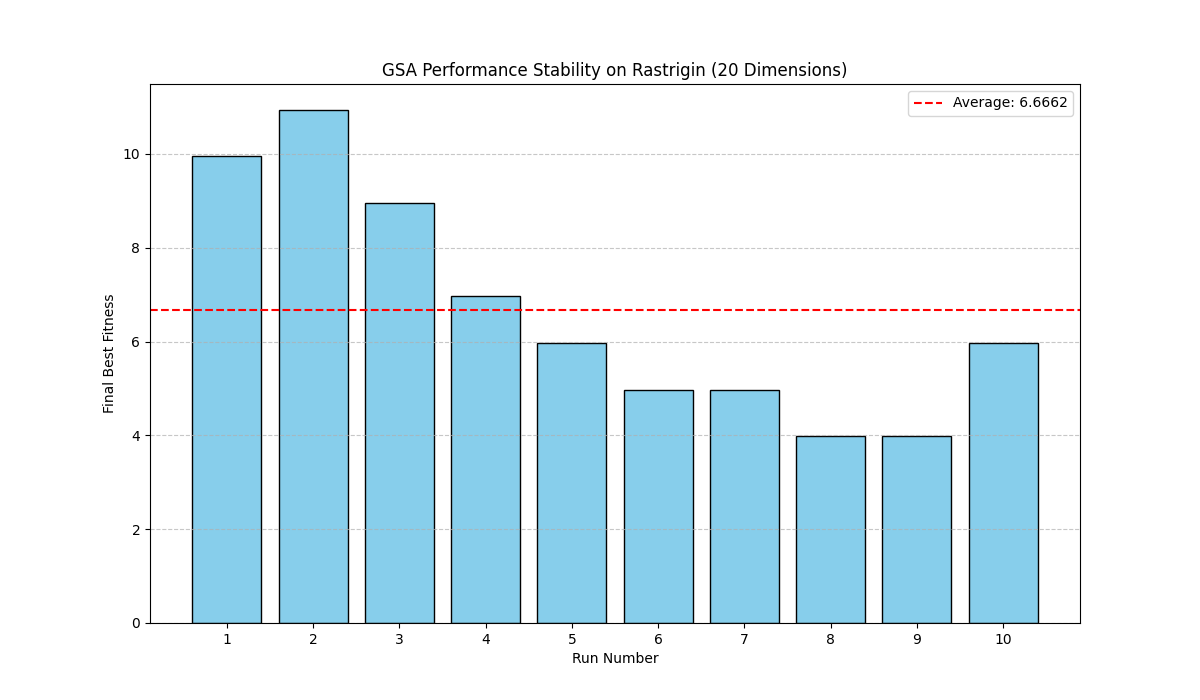 GSA Performance Stability on Rastrigin (20 Dimensions)
Average: 6.6662
Final Best Fitness
10
8
6
4
2
0
1 2 3 4 5 6 7 8 9 10
Run Number